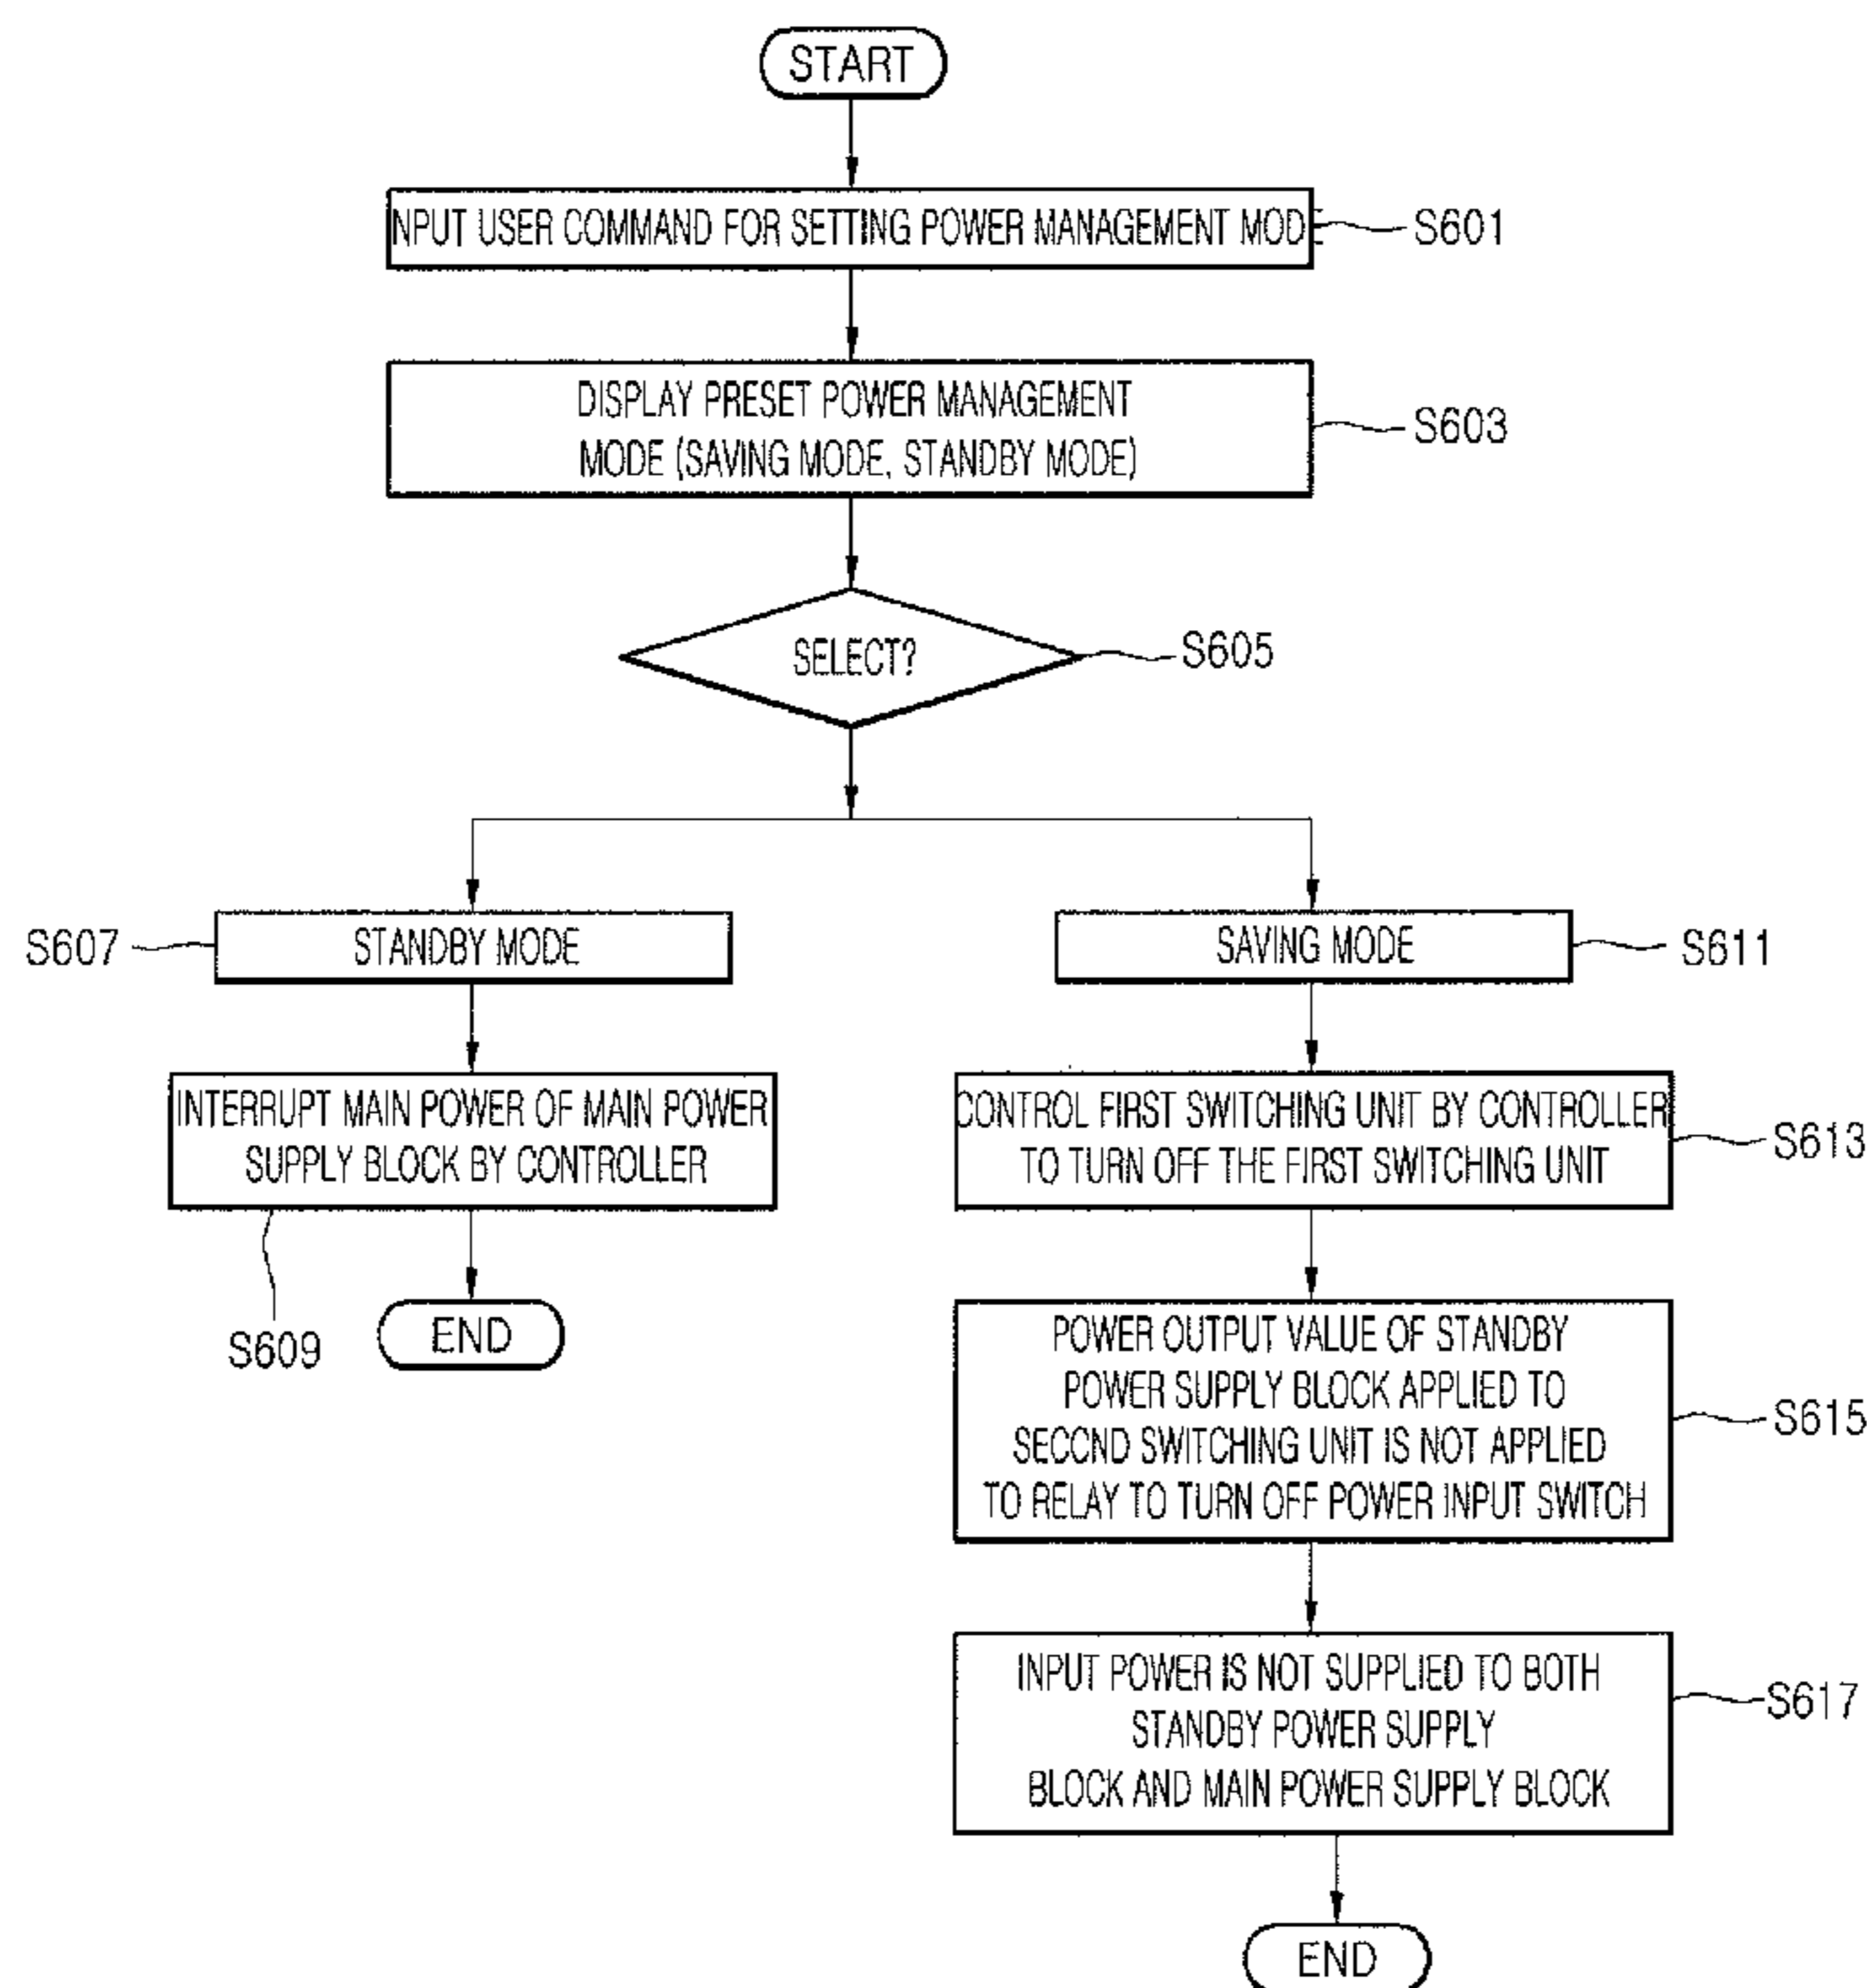 START
INPUT USER COMMAND FOR SETTING POWER MANAGEMENT MODE
S601
DISPLAY PRESET POWER MANAGEMENT
MODE (SAVING MODE, STANDBY MODE)
S603
SELECT?
S605
S607
STANDBY MODE
SAVING MODE
S611
INTERRUPT MAIN POWER OF MAIN POWER
SUPPLY BLOCK BY CONTROLLER
S609
END
CONTROL FIRST SWITCHING UNIT BY CONTROLLER
TO TURN OFF THE FIRST SWITCHING UNIT
S613
POWER OUTPUT VALUE OF STANDBY
POWER SUPPLY BLOCK APPLIED TO
SECOND SWITCHING UNIT IS NOT APPLIED
TO RELAY TO TURN OFF POWER INPUT SWITCH
S615
INPUT POWER IS NOT SUPPLIED TO BOTH
STANDBY POWER SUPPLY
BLOCK AND MAIN POWER SUPPLY BLOCK
S617
END